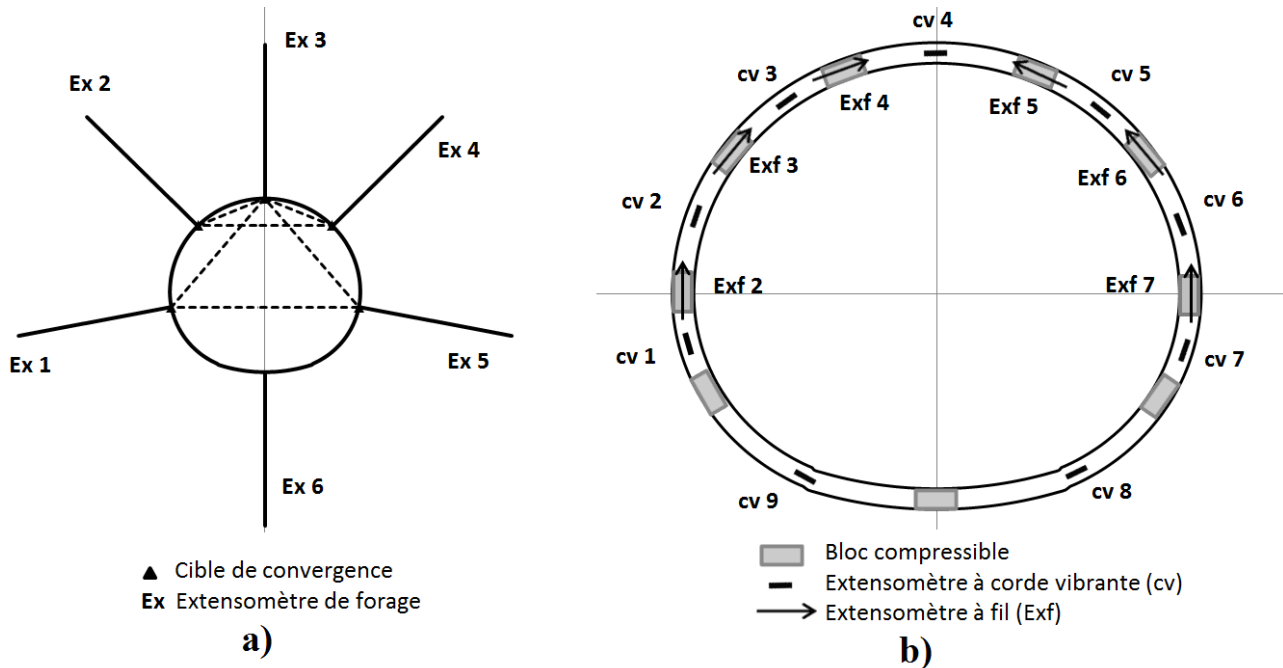 Ex 3
Ex 2
Ex 4
Ex 1
Ex 5
Ex 6
▲ Cible de convergence
Ex Extensomètre de forage
a)
cv 4
cv 3
cv 5
Exf 4
Exf 5
Exf 3
Exf 6
cv 2
cv 6
Exf 2
Exf 7
cv 1
cv 7
cv 9
cv 8
Bloc compressible
Extensomètre à corde vibrante (cv)
Extensomètre à fil (Exf)
b)